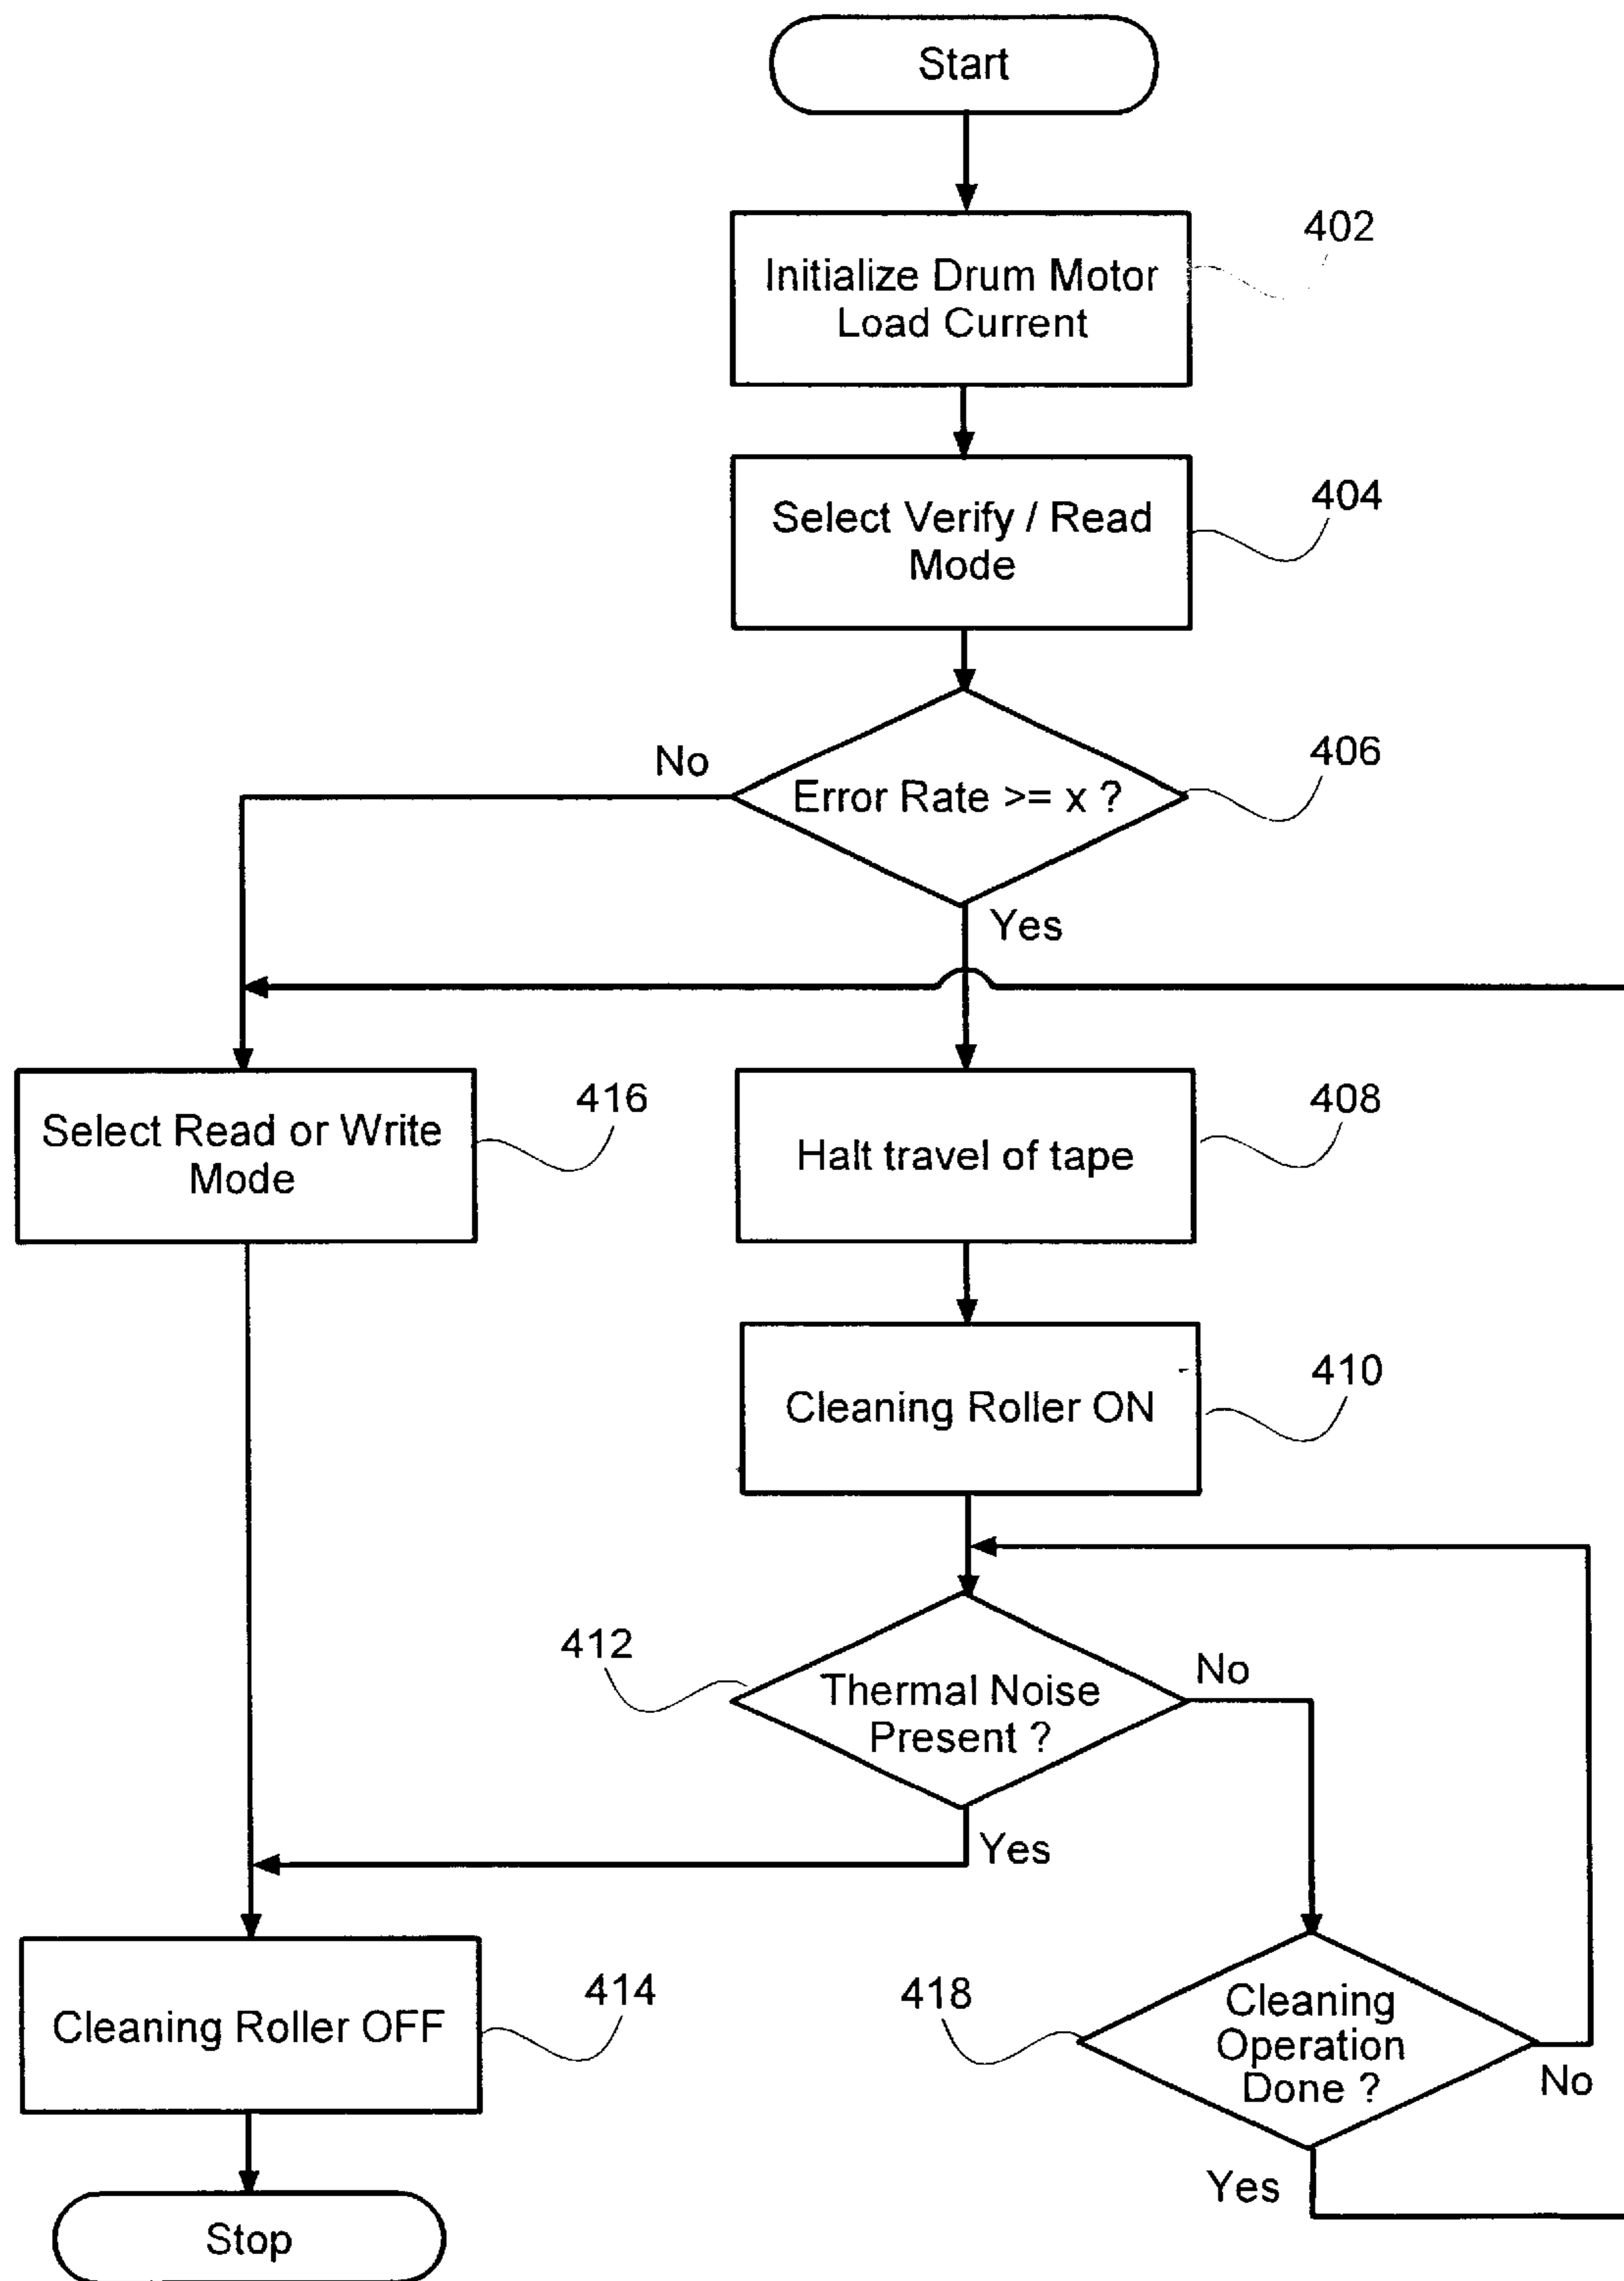 Start
402
Initialize Drum Motor
Load Current
404
Select Verify / Read
Mode
406
No
Error Rate >= x ?
Yes
416
408
Select Read or Write
Mode
Halt travel of tape
410
Cleaning Roller ON
412
No
Thermal Noise
Present ?
Yes
414
418
Cleaning
Operation
Done ?
Cleaning Roller OFF
No
Yes
Stop